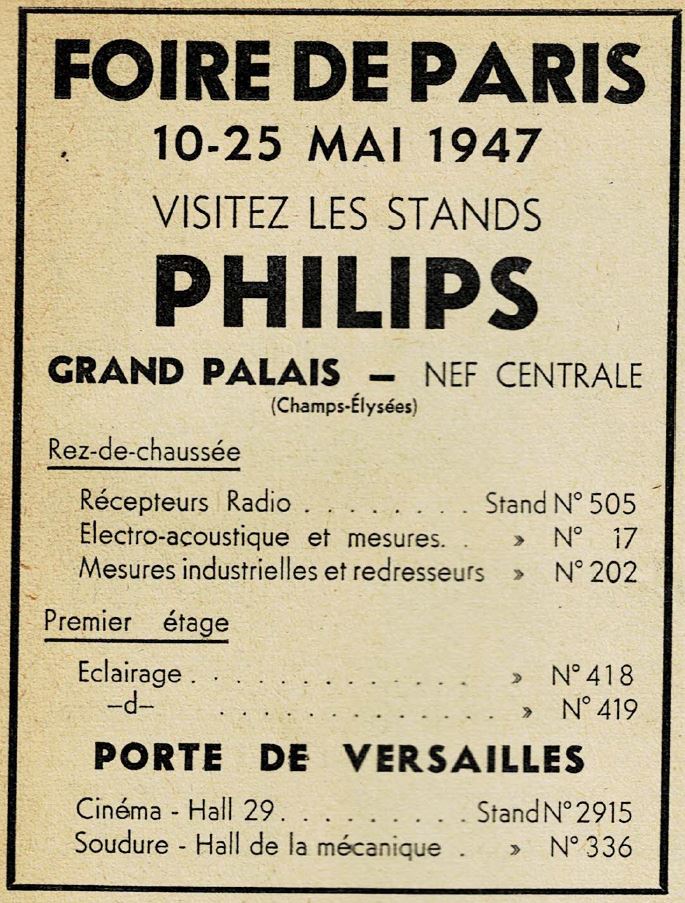 FOIRE DE PARIS
10-25 MAI 1947
VISITEZ LES STANDS
PHILIPS
GRAND PALAIS – NEF CENTRALE
(Champs-Élysées)
Rez-de-chaussée
Récepteurs Radio . . . . . . . . Stand N° 505
Electro-acoustique et mesures. . » N° 17
Mesures industrielles et redresseurs » N° 202
Premier étage
Eclairage . . . . . . . . . . . . . » N° 418
–d– . . . . . . . . . . . . . » N° 419
PORTE DE VERSAILLES
Cinéma - Hall 29. . . . . . . . . Stand N° 2915
Soudure - Hall de la mécanique . » N° 336